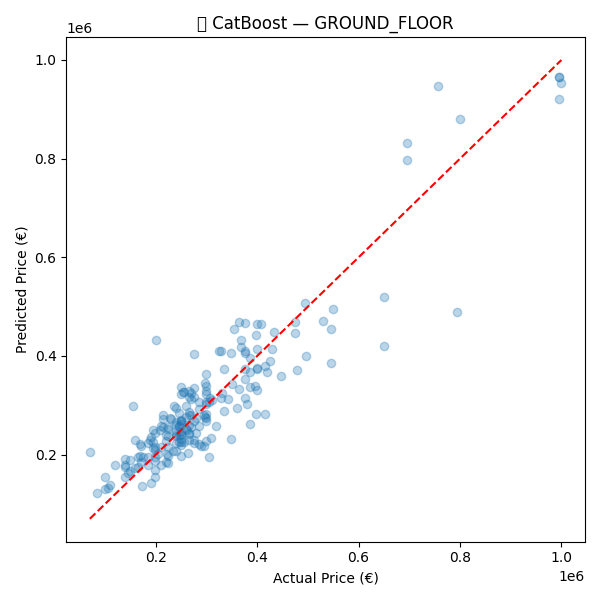 ▯ CatBoost — GROUND_FLOOR
1e6
1.0
0.8
0.6
0.4
0.2
Predicted Price (€)
0.2 0.4 0.6 0.8 1.0
1e6
Actual Price (€)